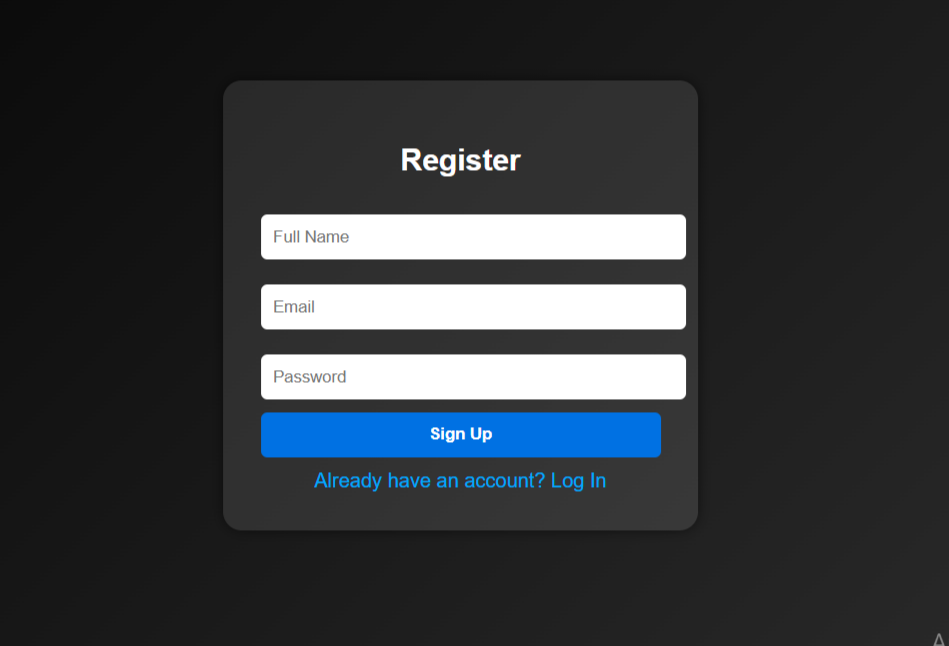 Register
Full Name
Email
Password
Sign Up
Already have an account? Log In